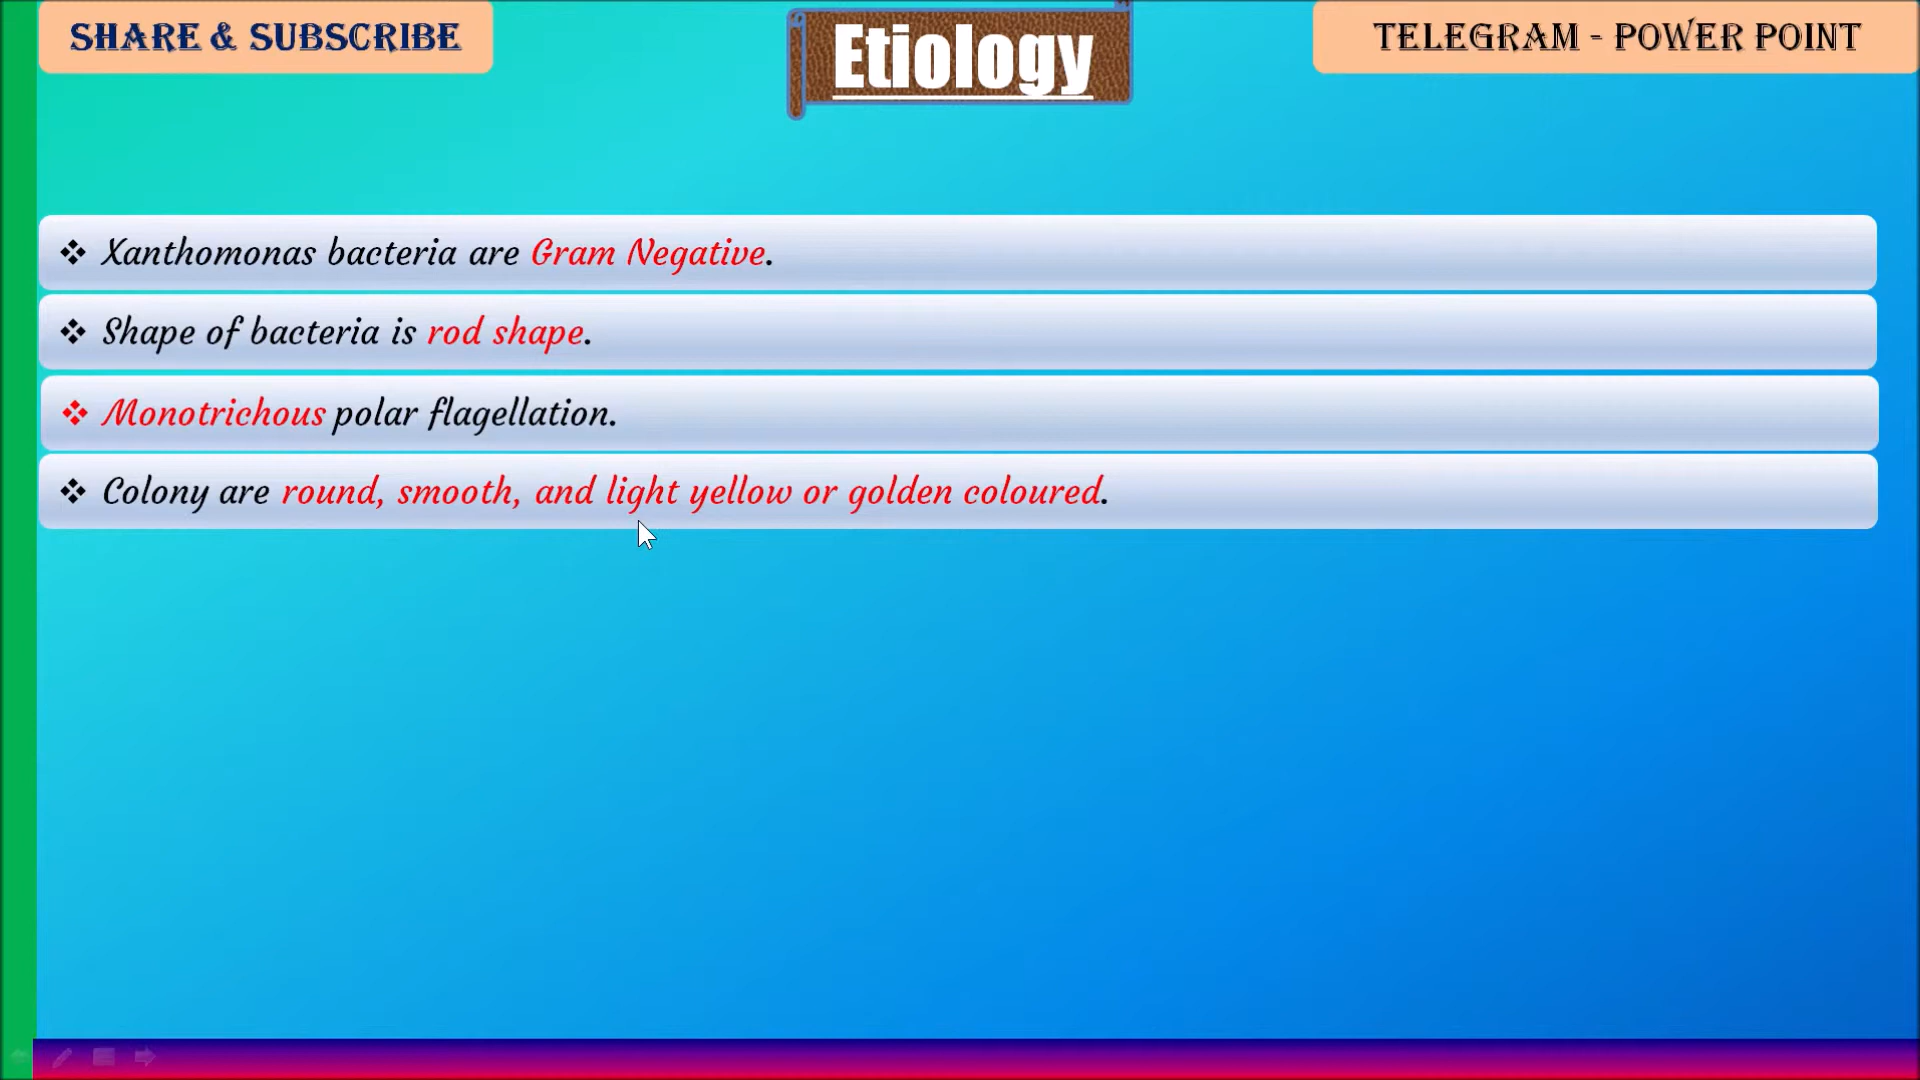 SHARE & SUBSCRIBE
Etiology
TELEGRAM - POWER POINT
❖ Xanthomonas bacteria are Gram Negative.
❖ Shape of bacteria is rod shape.
❖ Monotrichous polar flagellation.
❖ Colony are round, smooth, and light yellow or golden coloured.